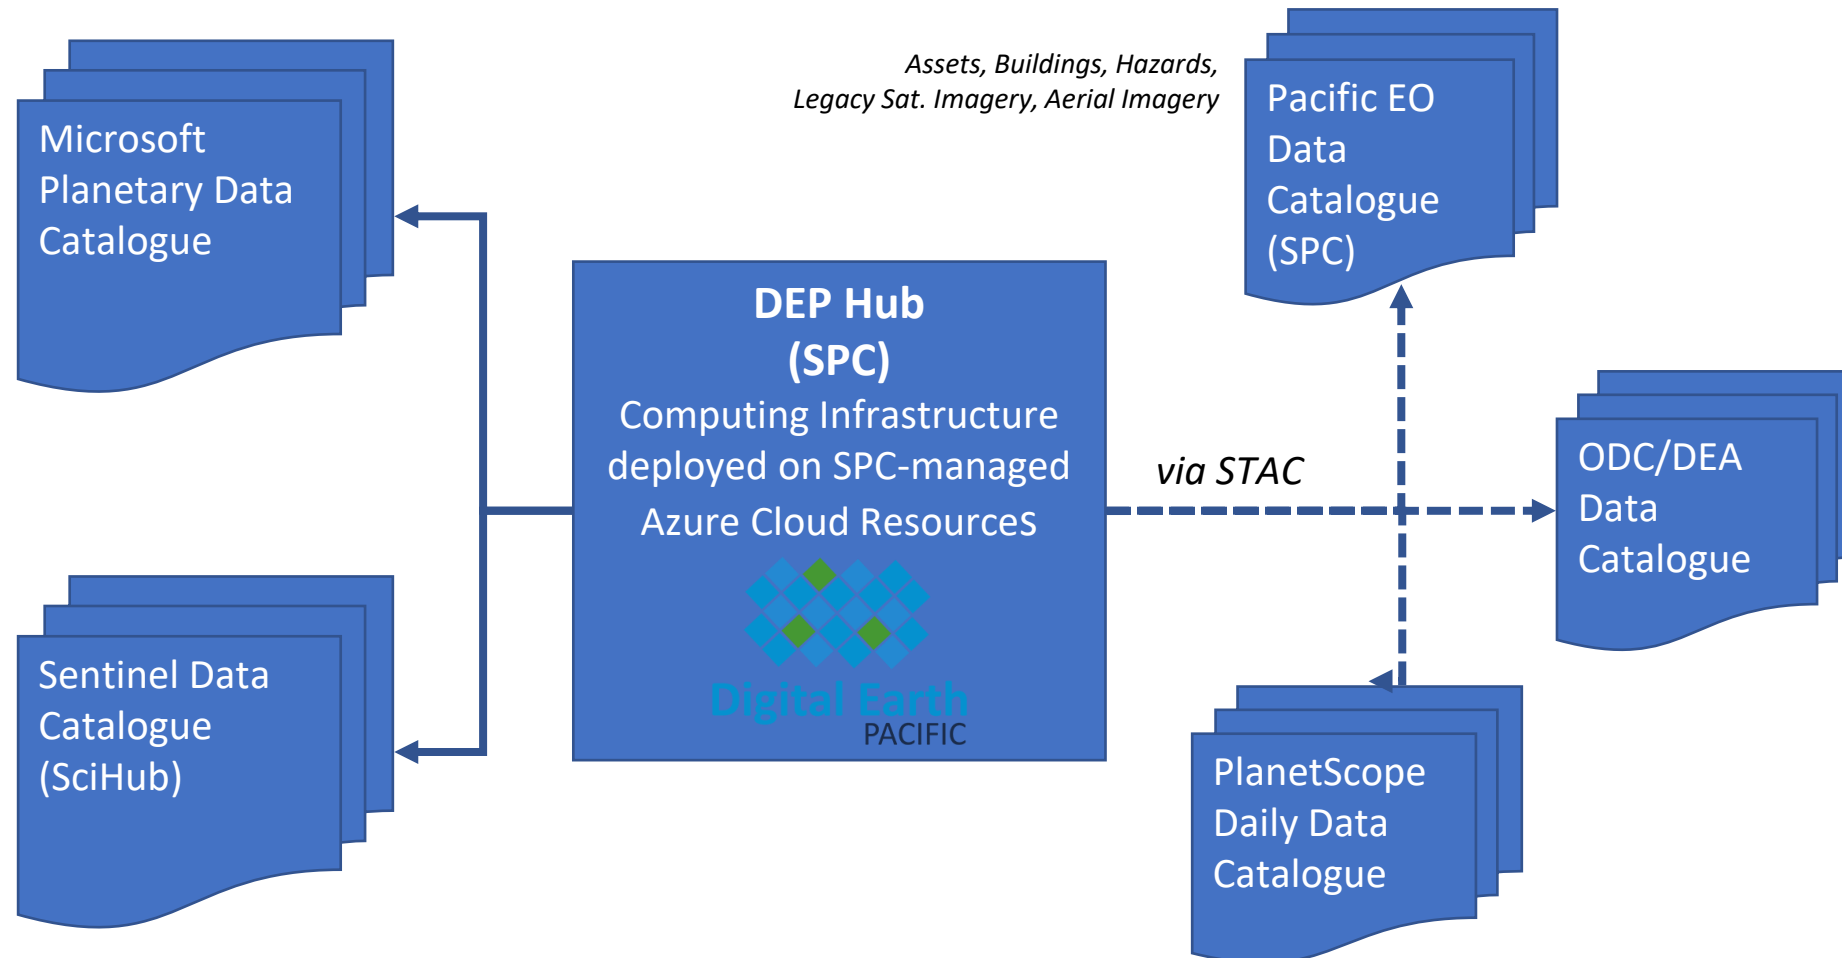 Assets, Buildings, Hazards,
Legacy Sat. Imagery, Aerial Imagery
Microsoft
Planetary Data
Catalogue
Pacific EO
Data
Catalogue
(SPC)
DEP Hub
(SPC)
Computing Infrastructure
deployed on SPC-managed
Azure Cloud Resources
Digital Earth
PACIFIC
via STAC
ODC/DEA
Data
Catalogue
Sentinel Data
Catalogue
(SciHub)
PlanetScope
Daily Data
Catalogue